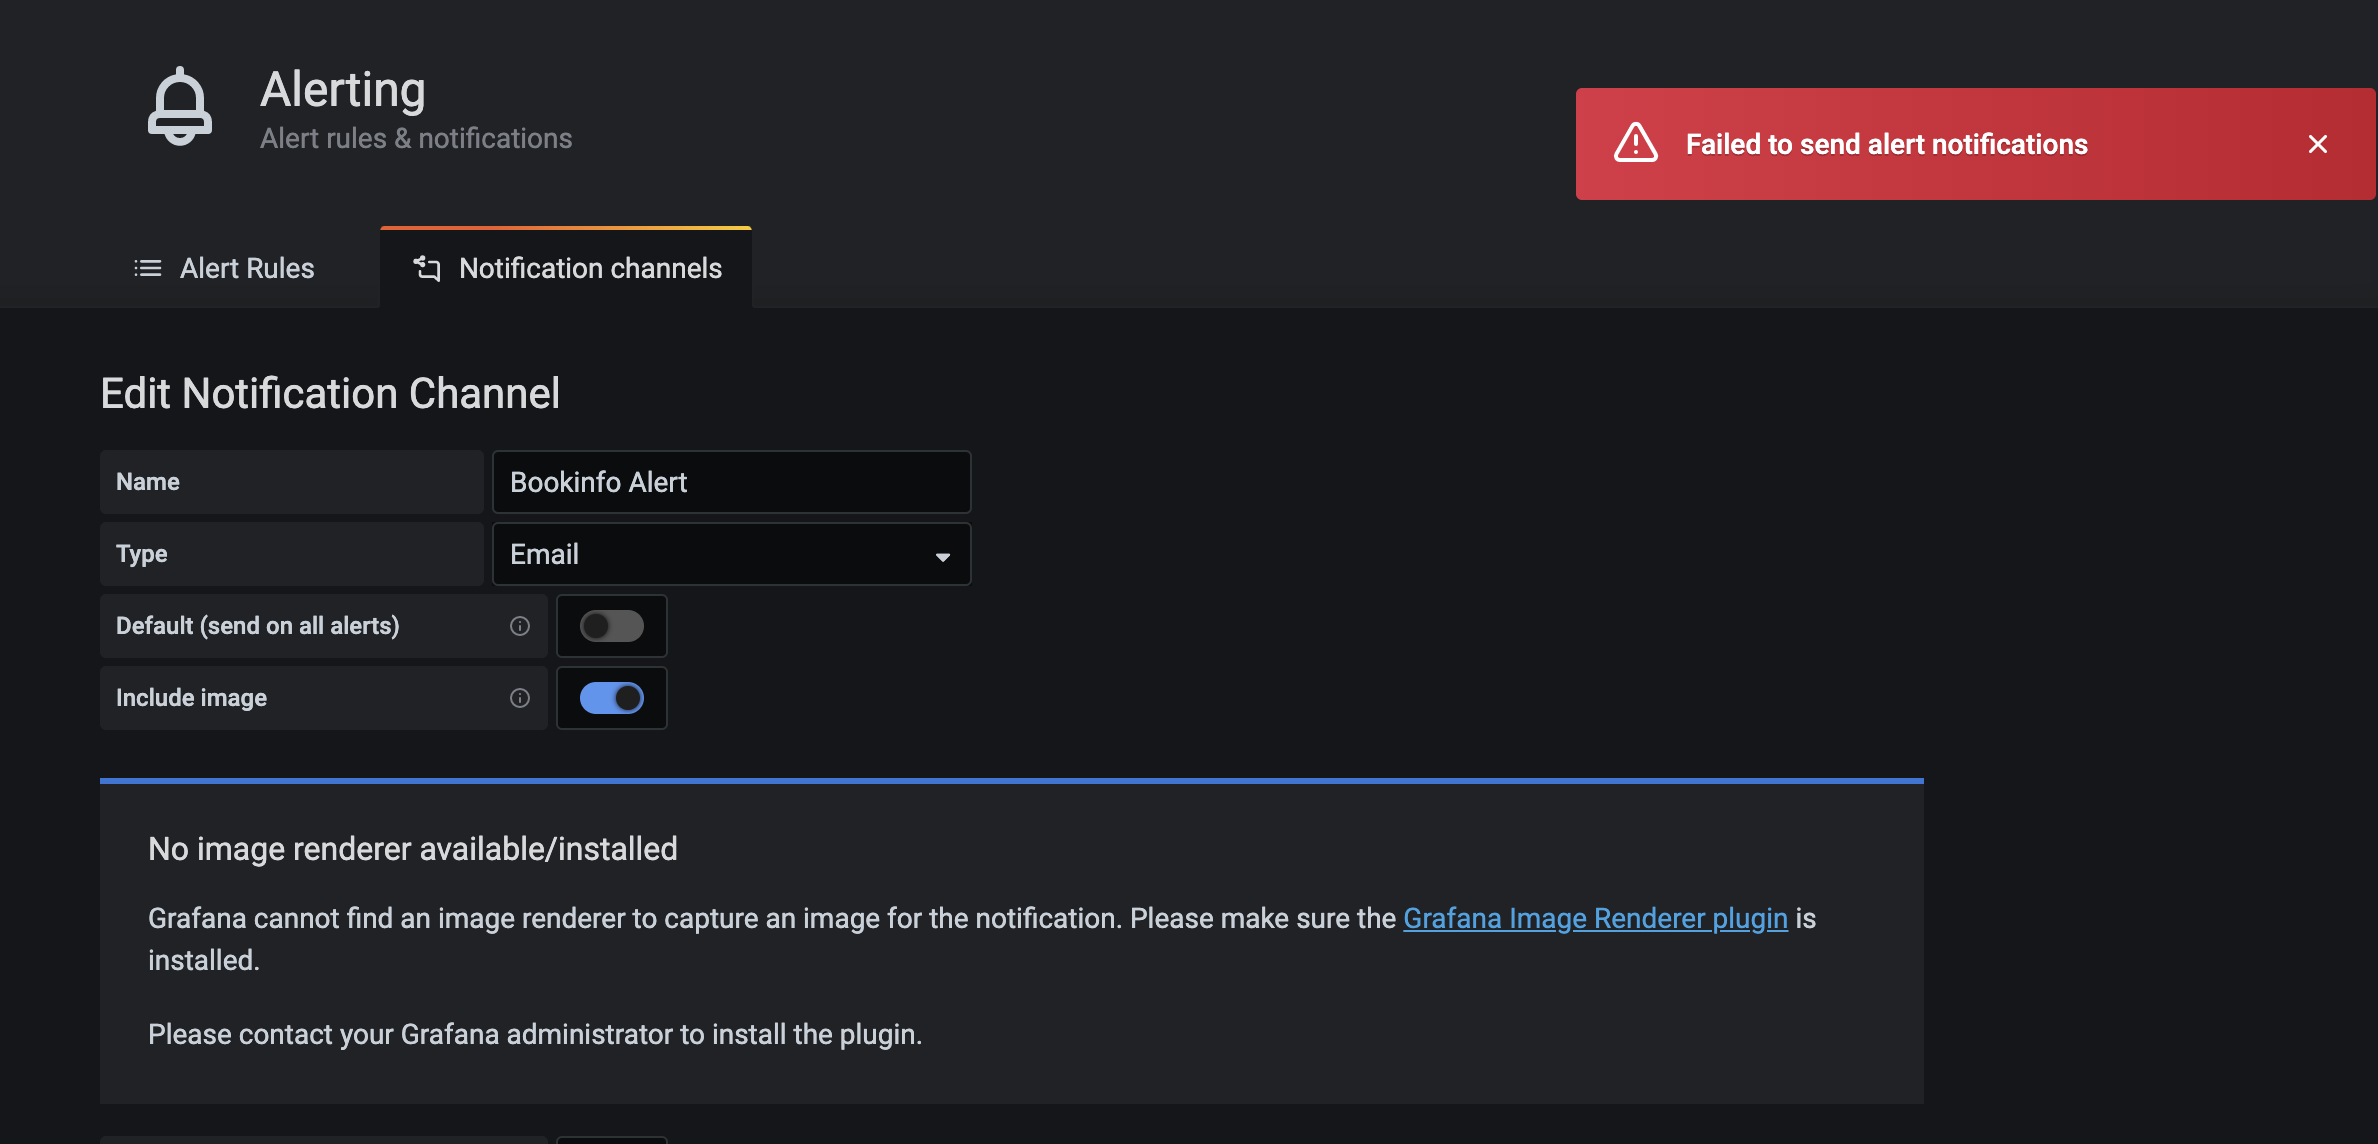 Alerting
Alert rules & notifications
Failed to send alert notifications
Alert Rules
Notification channels
Edit Notification Channel
Name
Bookinfo Alert
Type
Email
Default (send on all alerts)
Include image
No image renderer available/installed
Grafana cannot find an image renderer to capture an image for the notification. Please make sure the Grafana Image Renderer plugin is
installed.
Please contact your Grafana administrator to install the plugin.